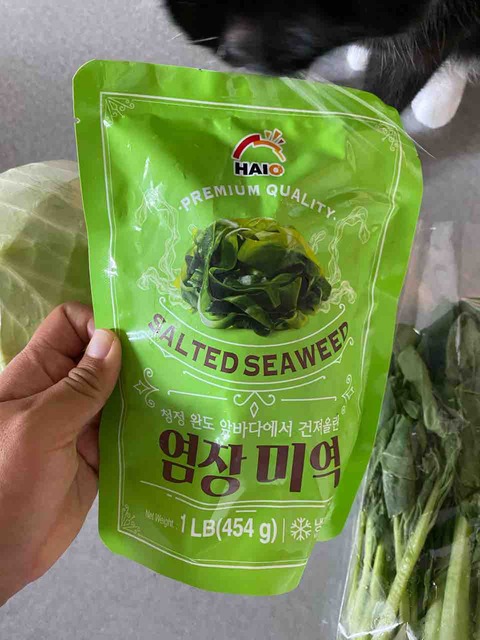 HAIO
PREMIUM QUALITY
SALTED SEAWEED
청정 완도 앞바다에서 건져올린
염장 미역
Net Weight. 1 LB(454 g)